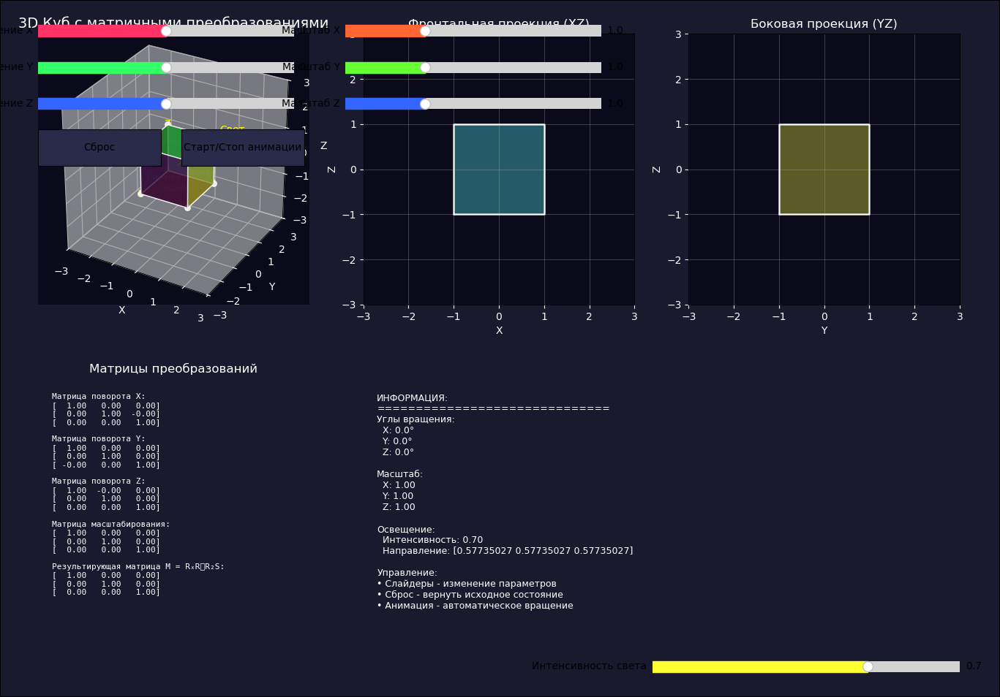 3D Куб с матричными преобразованиями
ение X
ение Y
ение Z
Сброс
Старт/Стоп анимации
Свет
3
2
1
0
−1
−2
−3
Z
−3
−2
−1
0
1
2
3
X
−3
−2
−1
0
1
2
3
Y
Фронтальная проекция (XZ)
Масштаб X
1.0
Масштаб Y
1.0
Масштаб Z
1.0
2
1
0
−1
−2
−3
Z
−3 −2 −1 0 1 2 3
X
Боковая проекция (YZ)
3
2
1
0
−1
−2
−3
Z
−3 −2 −1 0 1 2 3
Y
Матрицы преобразований
Матрица поворота X:
[ 1.00 0.00 0.00]
[ 0.00 1.00 -0.00]
[ 0.00 0.00 1.00]
Матрица поворота Y:
[ 1.00 0.00 0.00]
[ 0.00 1.00 0.00]
[ -0.00 0.00 1.00]
Матрица поворота Z:
[ 1.00 -0.00 0.00]
[ 0.00 1.00 0.00]
[ 0.00 0.00 1.00]
Матрица масштабирования:
[ 1.00 0.00 0.00]
[ 0.00 1.00 0.00]
[ 0.00 0.00 1.00]
Результирующая матрица M = RₓR▯R₂S:
[ 1.00 0.00 0.00]
[ 0.00 1.00 0.00]
[ 0.00 0.00 1.00]
ИНФОРМАЦИЯ:
==============================
Углы вращения:
X: 0.0°
Y: 0.0°
Z: 0.0°
Масштаб:
X: 1.00
Y: 1.00
Z: 1.00
Освещение:
Интенсивность: 0.70
Направление: [0.57735027 0.57735027 0.57735027]
Управление:
• Слайдеры - изменение параметров
• Сброс - вернуть исходное состояние
• Анимация - автоматическое вращение
Интенсивность света
0.7